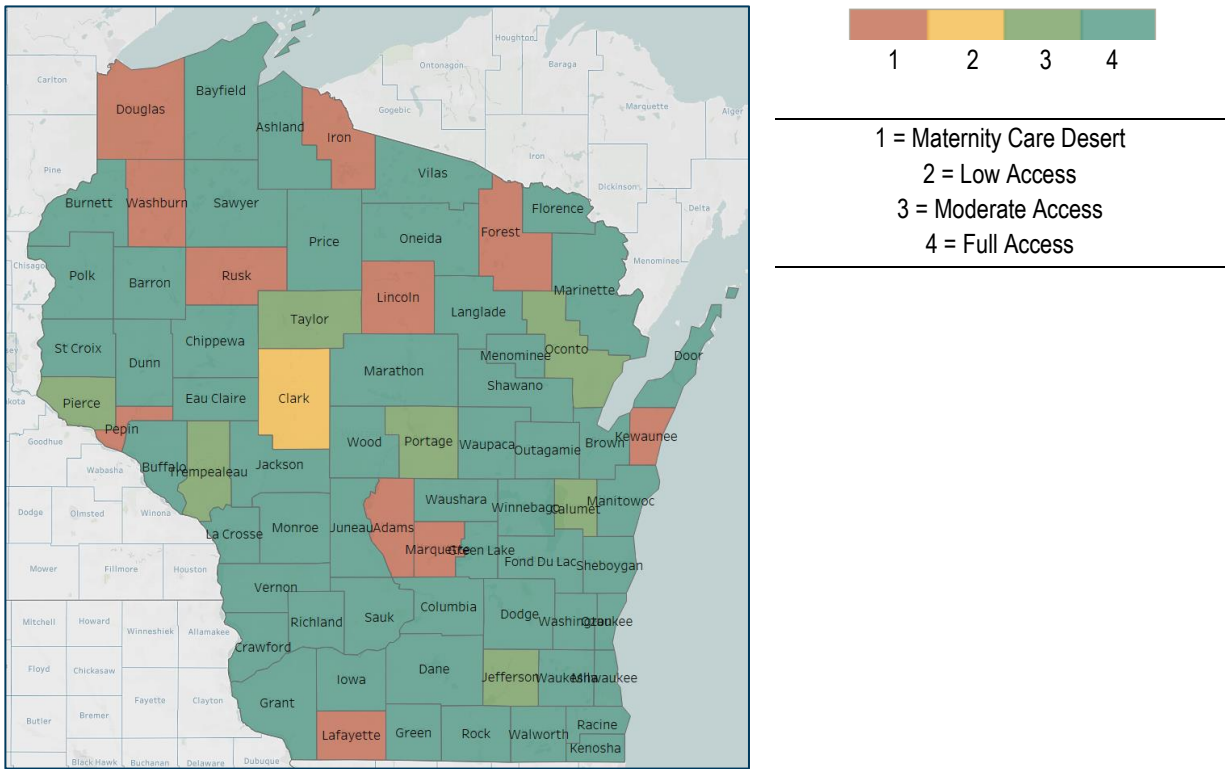 Houghton
Carlton
Ontonagon
Baraga
Bayfield
Douglas
Marquette
Alger
Gogebic
Ashland
Iron
Iron
Pine
Vilas
Dickinson
Burnett
Washburn
Sawyer
Florence
Delta
Price
Oneida
Forest
Menominee
Chisago
Polk
Barron
Rusk
Marinette
Lincoln
Langlade
Taylor
St Croix
Chippewa
Dunn
Menominee
Oconto
Door
Marathon
Shawano
Pierce
Eau Claire
Clark
Pepin
Goodhue
Wood
Portage
Waupaca
Outagamie
Brown
Kewaunee
Wabasha
Buffalo
Trempealeau
Jackson
Waushara
Winnebago
Calumet
Manitowoc
Dodge
Olmsted
Winona
La Crosse
Monroe
Juneau
Adams
Marquette
Green Lake
Fond Du Lac
Sheboygan
Mower
Fillmore
Houston
Vernon
Columbia
Dodge
Washington
Ozaukee
Mitchell
Howard
Winneshiek
Allamakee
Richland
Sauk
Crawford
Floyd
Chickasaw
Dane
Jefferson
Waukesha
Milwaukee
Iowa
Grant
Fayette
Clayton
Butler
Bremer
Lafayette
Green
Rock
Walworth
Racine
Kenosha
Black Hawk
Buchanan
Delaware
Dubuque
1 2 3 4
1 = Maternity Care Desert
2 = Low Access
3 = Moderate Access
4 = Full Access